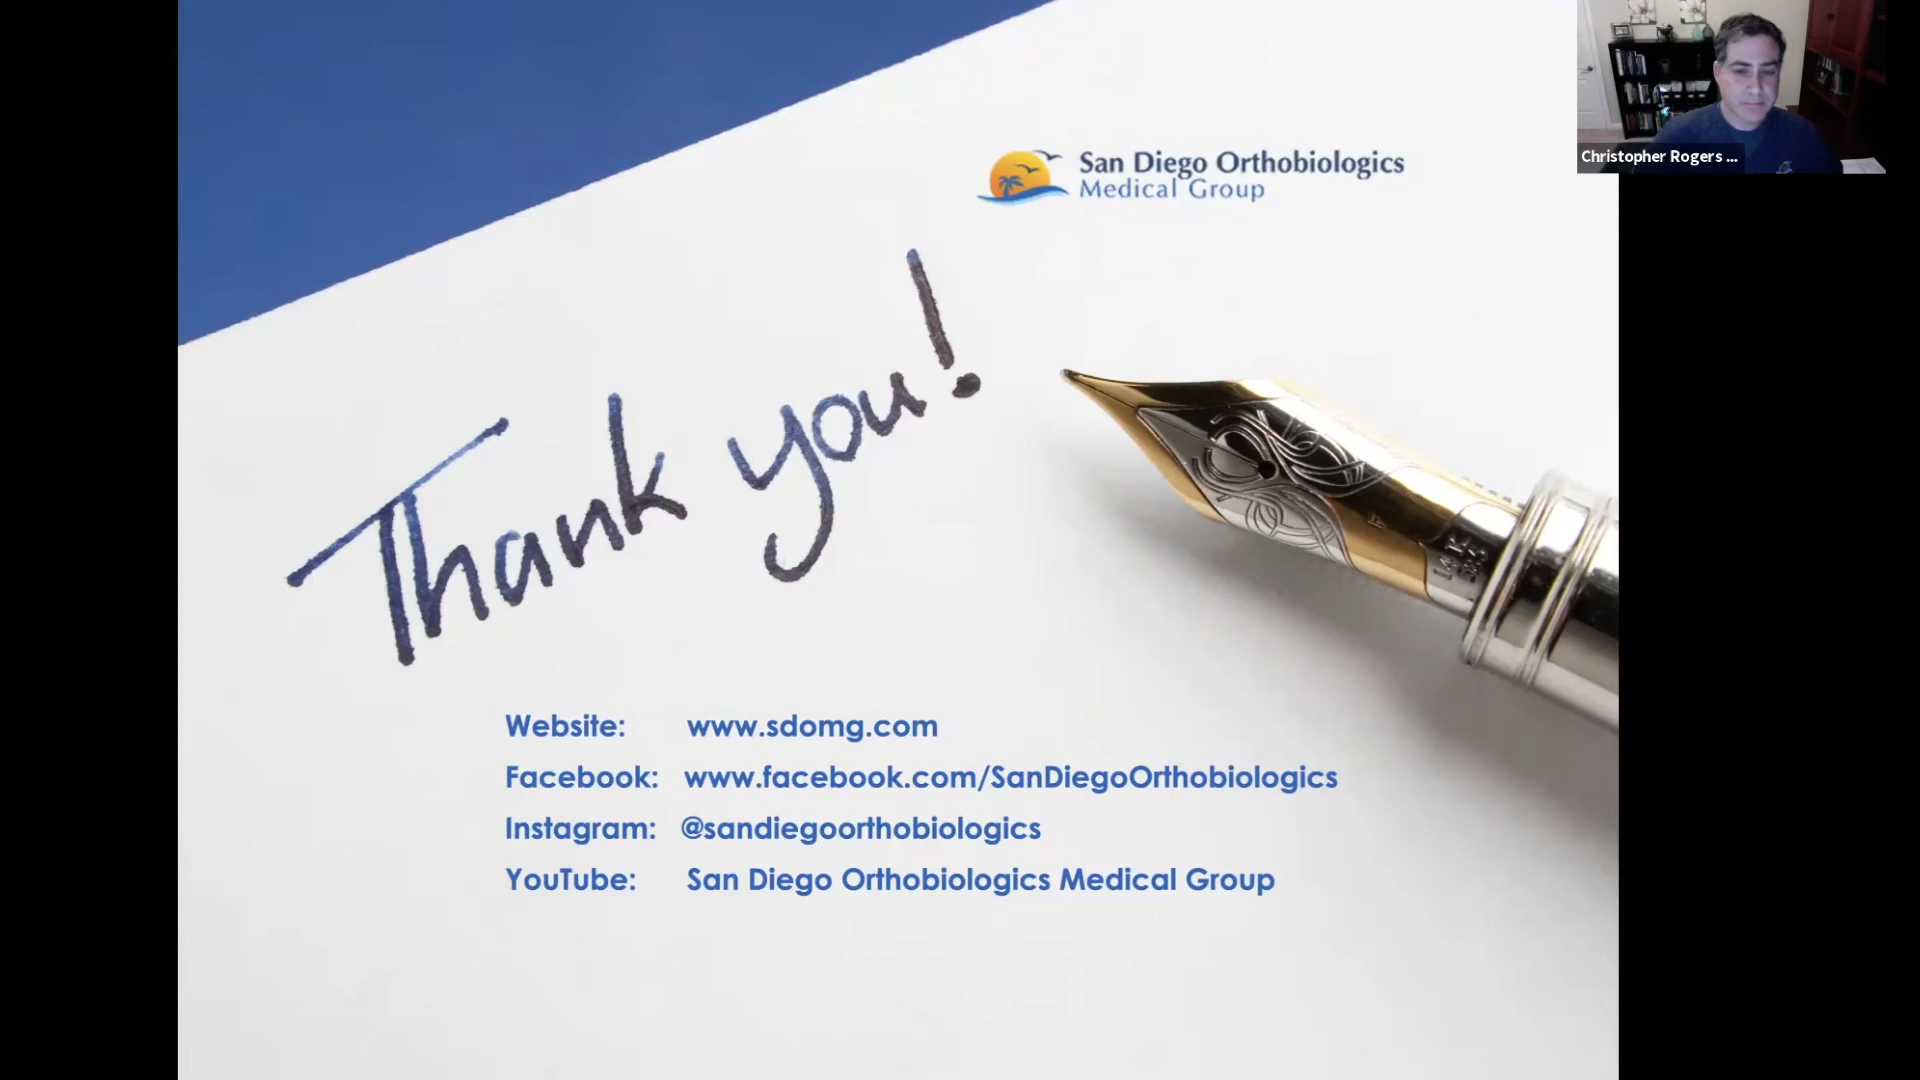 Christopher Rogers ...
San Diego Orthobiologics
Medical Group
Thank you!
Website: www.sdomg.com
Facebook: www.facebook.com/SanDiegoOrthobiologics
Instagram: @sandiegoorthobiologics
YouTube: San Diego Orthobiologics Medical Group